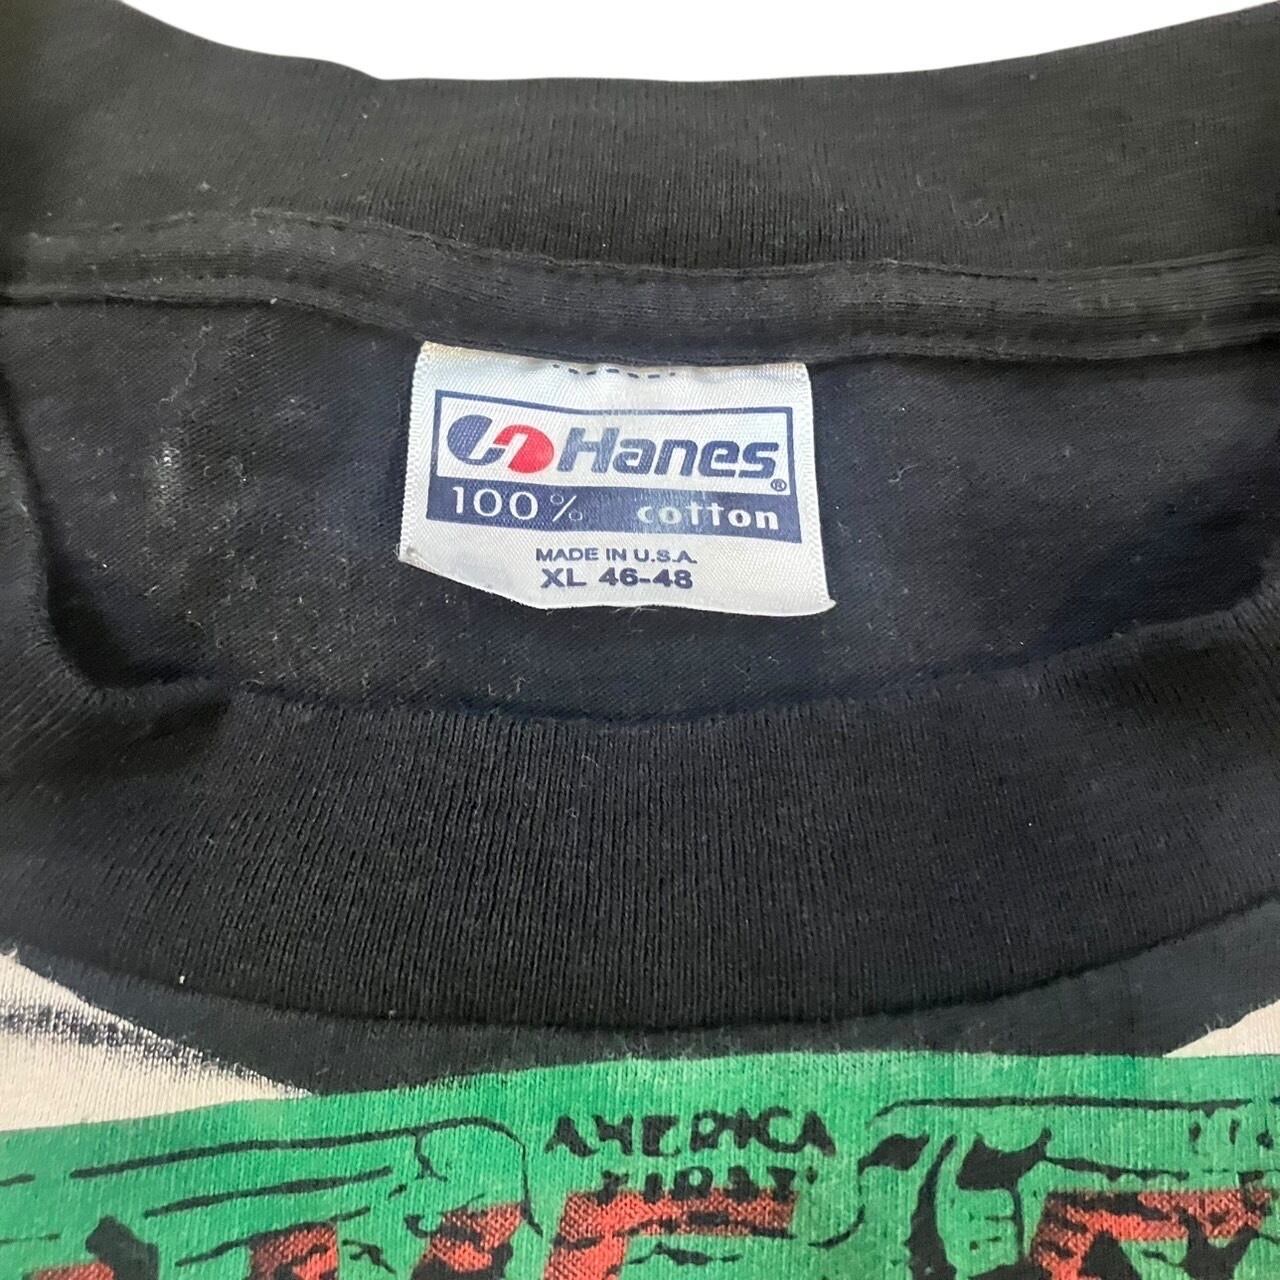 Hanes®
100% cotton
MADE IN U.S.A.
XL 46-48
AMERICA
FIRST